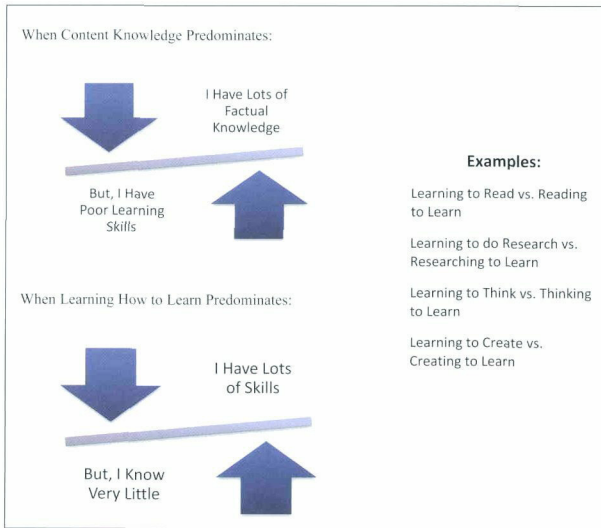 When Content Knowledge Predominates:
I Have Lots of
Factual
Knowledge
But, I Have
Poor Learning
Skills
When Learning How to Learn Predominates:
I Have Lots
of Skills
But, I Know
Very Little
Examples:
Learning to Read vs. Reading
to Learn
Learning to do Research vs.
Researching to Learn
Learning to Think vs. Thinking
to Learn
Learning to Create vs.
Creating to Learn